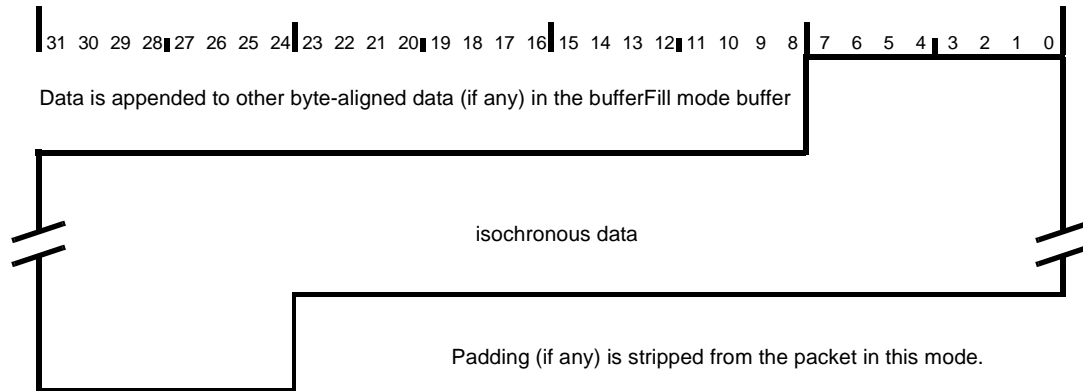 31 30 29 28 27 26 25 24 23 22 21 20 19 18 17 16 15 14 13 12 11 10 9 8 7 6 5 4 3 2 1 0
Data is appended to other byte-aligned data (if any) in the bufferFill mode buffer
isochronous data
Padding (if any) is stripped from the packet in this mode.